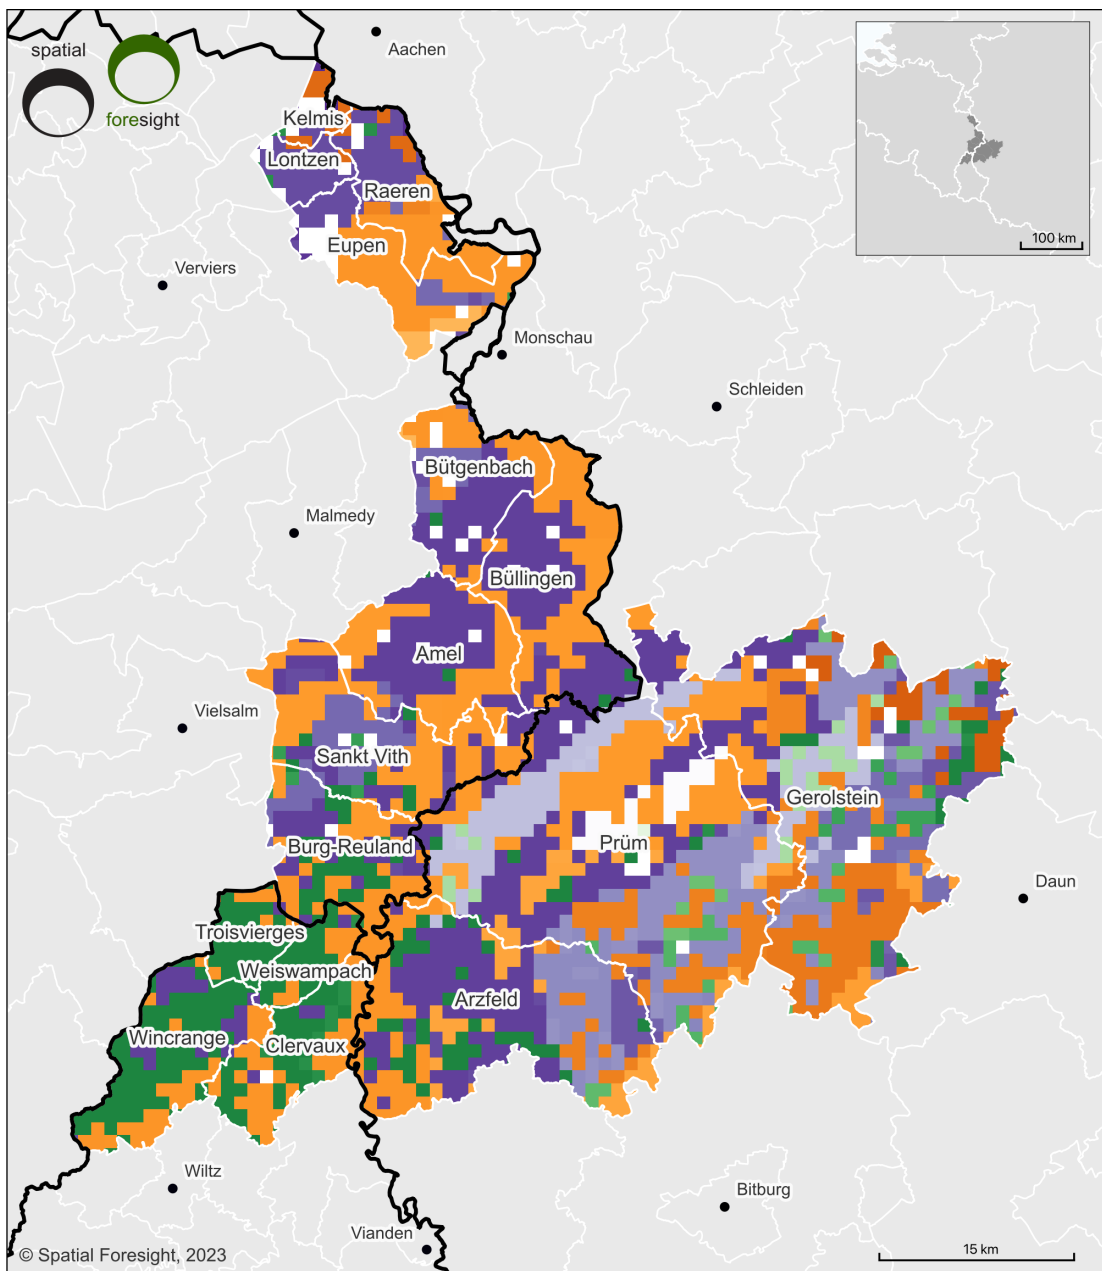 spatial
foresight
Aachen
100 km
Kelmis
Lontzen
Raeren
Eupen
Verviers
Monschau
Schleiden
Bütgenbach
Malmedy
Büllingen
Amel
Vielsalm
Sankt Vith
Gerolstein
Burg-Reuland
Prüm
Daun
Troisvierges
Weiswampach
Arzfeld
Wincrange
Clervaux
Wiltz
Bitburg
Vianden
© Spatial Foresight, 2023
15 km